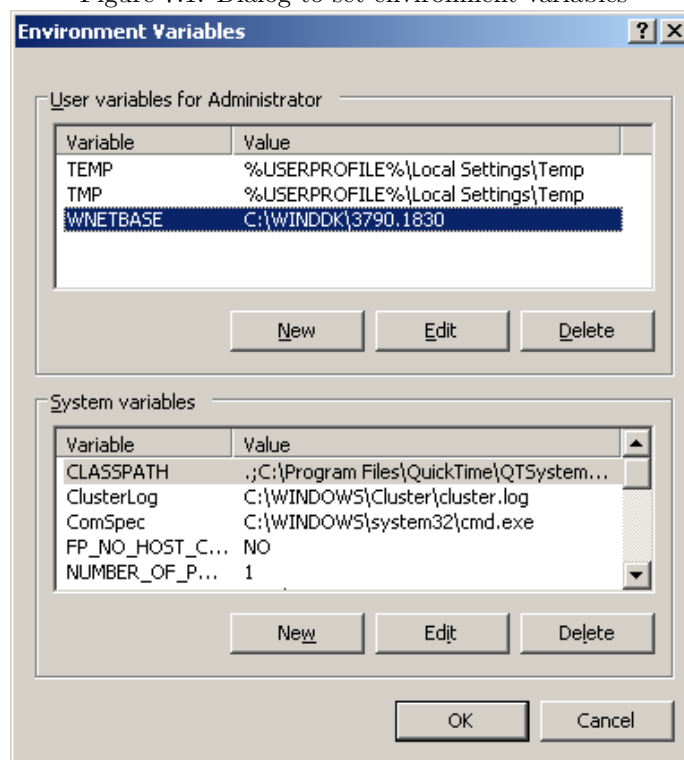 Figure 7.1: Dialog to set environment variables
Environment Variables
User variables for Administrator
Variable Value
TEMP %USERPROFILE%\Local Settings\Temp
TMP %USERPROFILE%\Local Settings\Temp
WNETBASE C:\WINDDK\3790.1830
New Edit Delete
System variables
Variable Value
CLASSPATH .;C:\Program Files\QuickTime\QTSystem...
ClusterLog C:\WINDOWS\Cluster\cluster.log
ComSpec C:\WINDOWS\system32\cmd.exe
FP_NO_HOST_C... NO
NUMBER_OF_P... 1
New Edit Delete
OK Cancel